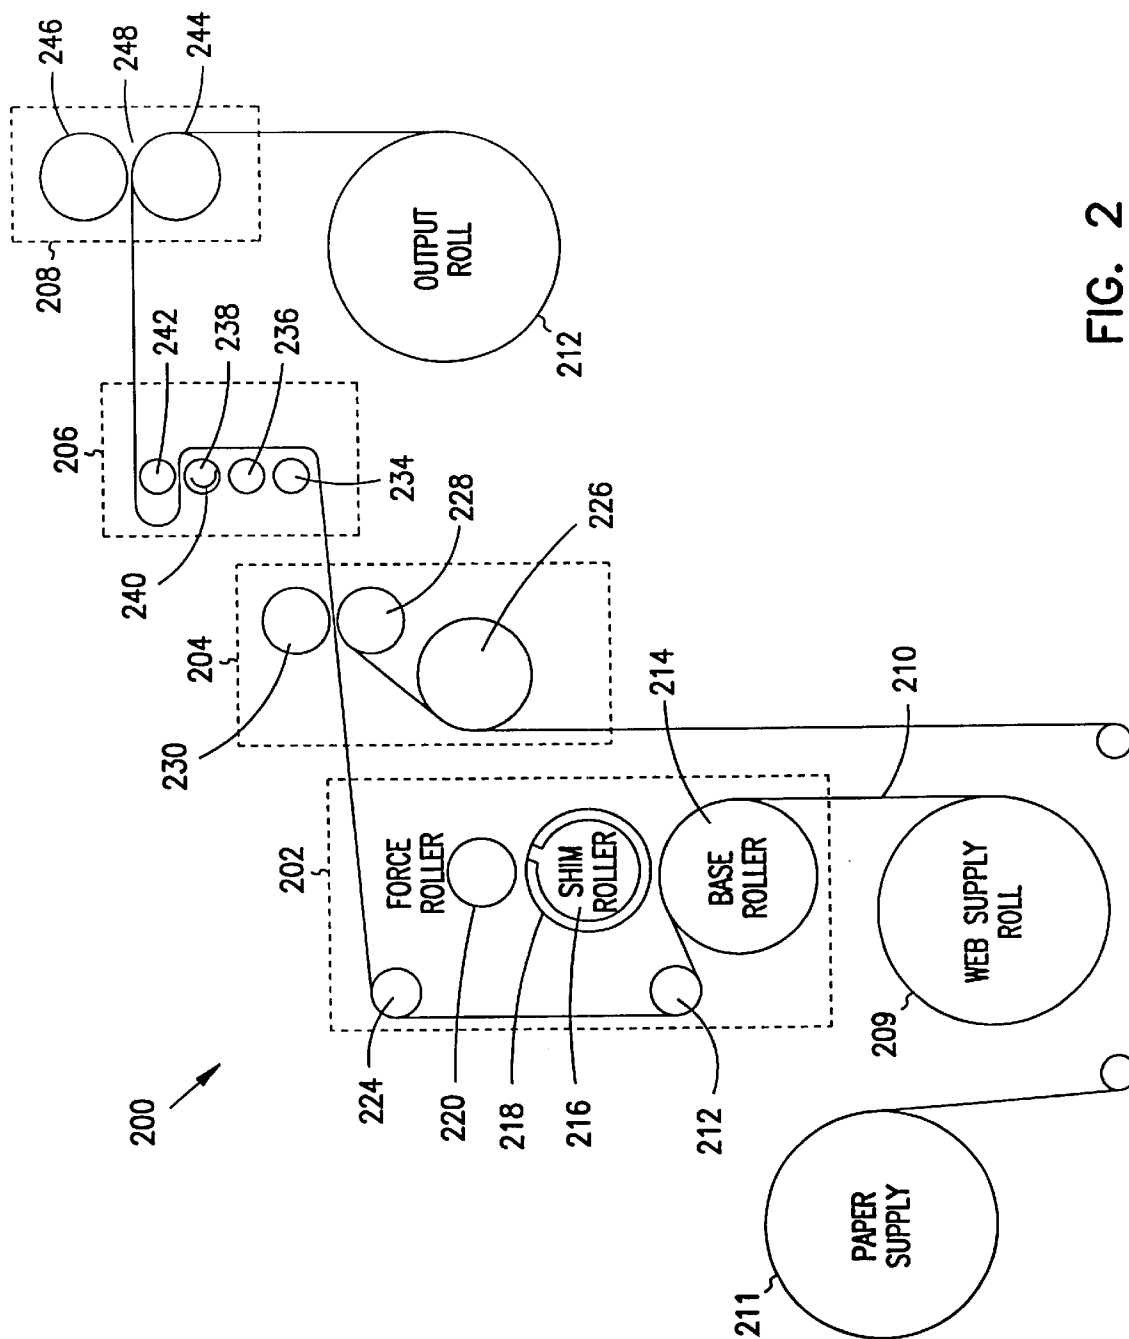 246
248
244
208
242
238
236
206
240
234
OUTPUT
ROLL
212
228
226
204
230
214
210
202
FORCE
ROLLER
SHIM
ROLLER
BASE
ROLLER
WEB SUPPLY
ROLL
209
200
224
220
218
216
212
PAPER
SUPPLY
211
FIG. 2